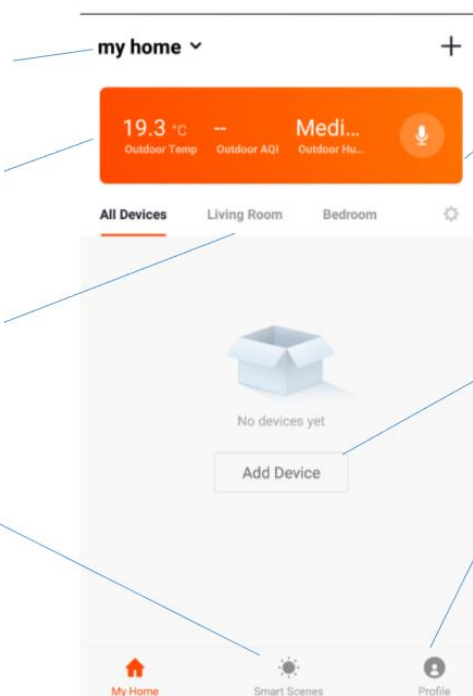 my home
19.3 °C -- Medi...
Outdoor Temp Outdoor AQI Outdoor Hu...
All Devices Living Room Bedroom
No devices yet
Add Device
My Home Smart Scenes Profile